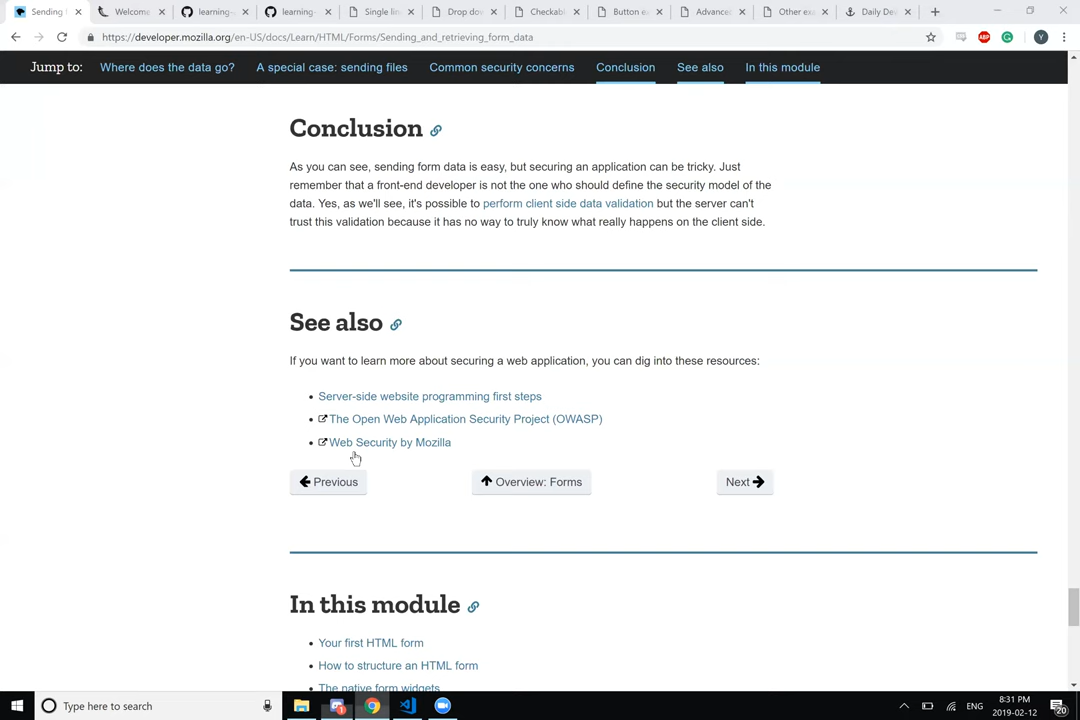 Sending f
Welcome
learning-
learning-
Single lin
Drop do
Checkab
Button e
Advance
Other ex
Daily De
https://developer.mozilla.org/en-US/docs/Learn/HTML/Forms/Sending_and_retrieving_form_data
ABP
G
Y
Jump to: Where does the data go? A special case: sending files Common security concerns Conclusion See also In this module
Conclusion
As you can see, sending form data is easy, but securing an application can be tricky. Just
remember that a front-end developer is not the one who should define the security model of the
data. Yes, as we'll see, it's possible to perform client side data validation but the server can't
trust this validation because it has no way to truly know what really happens on the client side.
See also
If you want to learn more about securing a web application, you can dig into these resources:
Server-side website programming first steps
The Open Web Application Security Project (OWASP)
Web Security by Mozilla
Previous
Overview: Forms
Next
In this module
Your first HTML form
How to structure an HTML form
The native form widgets
Type here to search
ENG
8:31 PM
2019-02-12
20